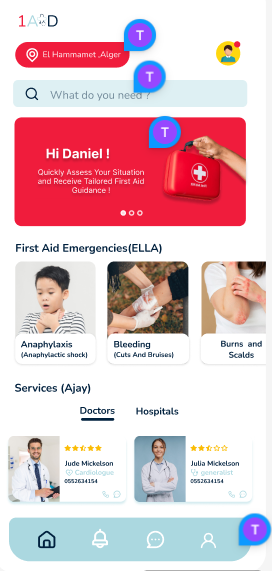 1AID
T
El Hammamet ,Alger
T
What do you need ?
T
Hi Daniel !
Quickly Assess Your Situation
and Receive Tailored First Aid
Guidance !
First Aid Emergencies(ELLA)
Anaphylaxis
(Anaphylactic shock)
Bleeding
(Cuts And Bruises)
Burns and
Scalds
Services (Ajay)
Doctors
Hospitals
Jude Mickelson
Cardiologue
0552634154
Julia Mickelson
generalist
0552634154
T